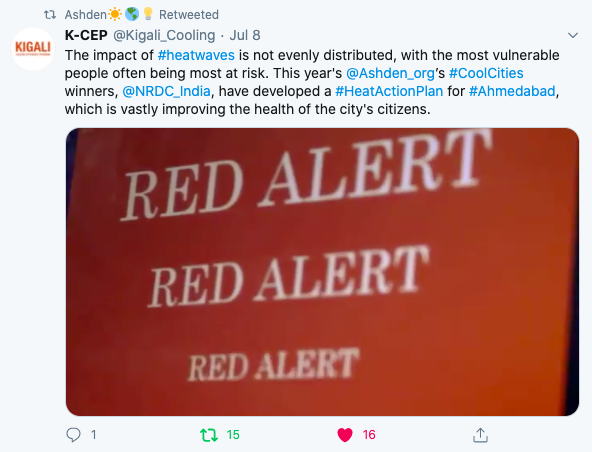 Ashden☀️🌎💡 Retweeted
KIGALI
K-CEP @Kigali_Cooling · Jul 8
The impact of #heatwaves is not evenly distributed, with the most vulnerable
people often being most at risk. This year's @Ashden_org's #CoolCities
winners, @NRDC_India, have developed a #HeatActionPlan for #Ahmedabad,
which is vastly improving the health of the city's citizens.
RED ALERT
RED ALERT
RED ALERT
1 15 16